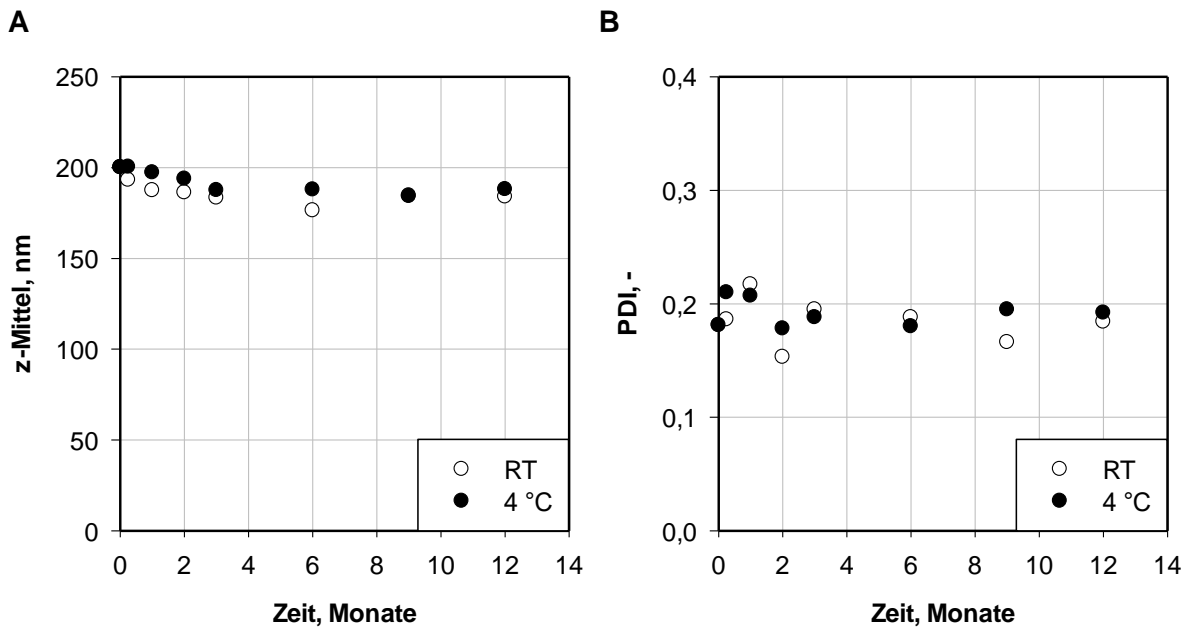 A
250
200
150
100
50
0
z-Mittel, nm
0 2 4 6 8 10 12 14
Zeit, Monate
RT
4 °C
B
0,4
0,3
0,2
0,1
0,0
PDI, -
0 2 4 6 8 10 12 14
Zeit, Monate
RT
4 °C